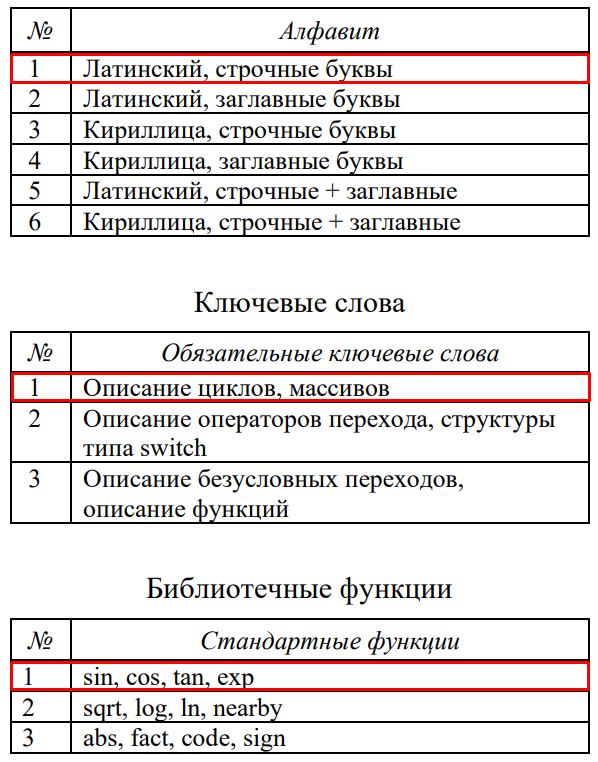 № Алфавит
1 Латинский, строчные буквы
2 Латинский, заглавные буквы
3 Кириллица, строчные буквы
4 Кириллица, заглавные буквы
5 Латинский, строчные + заглавные
6 Кириллица, строчные + заглавные
Ключевые слова
№ Обязательные ключевые слова
1 Описание циклов, массивов
2 Описание операторов перехода, структуры
типа switch
3 Описание безусловных переходов,
описание функций
Библиотечные функции
№ Стандартные функции
1 sin, cos, tan, exp
2 sqrt, log, ln, nearby
3 abs, fact, code, sign